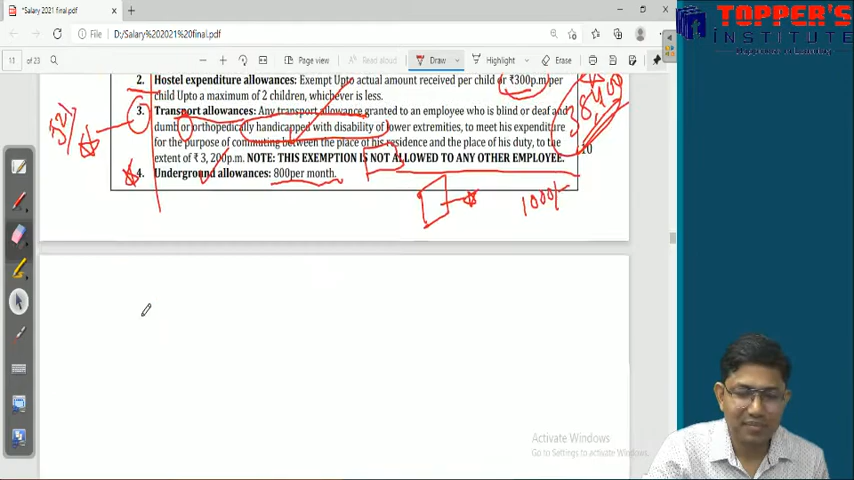 *Salary 2021 final.pdf
TOPPER'S
INSTITUTE
D:/Salary%202021%20final.pdf
File
11 of 23
Page view
Read aloud
Draw
Highlight
Erase
2. Hostel expenditure allowances: Exempt Upto actual amount received per child or ₹300p.m per
child Upto a maximum of 2 children, whichever is less.
3. Transport allowances: Any transport allowance granted to an employee who is blind or deaf and
dumb or orthopedically handicapped with disability of lower extremities, to meet his expenditure
for the purpose of commuting between the place of his residence and the place of his duty, to the
extent of ₹ 3, 200p.m. NOTE: THIS EXEMPTION IS NOT ALLOWED TO ANY OTHER EMPLOYEE.
4. Underground allowances: 800per month.
38400
10
1000/-
Activate Windows
Go to Settings to activate Windows.